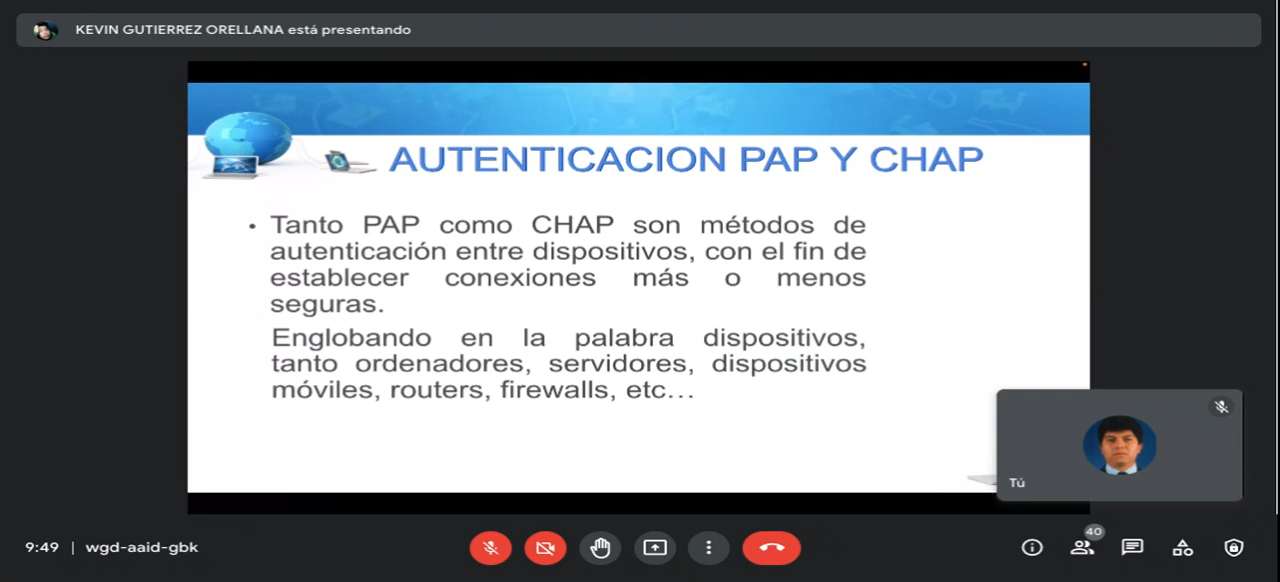 KEVIN GUTIERREZ ORELLANA está presentando
AUTENTICACION PAP Y CHAP
• Tanto PAP como CHAP son métodos de
autenticación entre dispositivos, con el fin de
establecer conexiones más o menos
seguras.
Englobando en la palabra dispositivos,
tanto ordenadores, servidores, dispositivos
móviles, routers, firewalls, etc...
Tú
9:49 | wgd-aaid-gbk
40